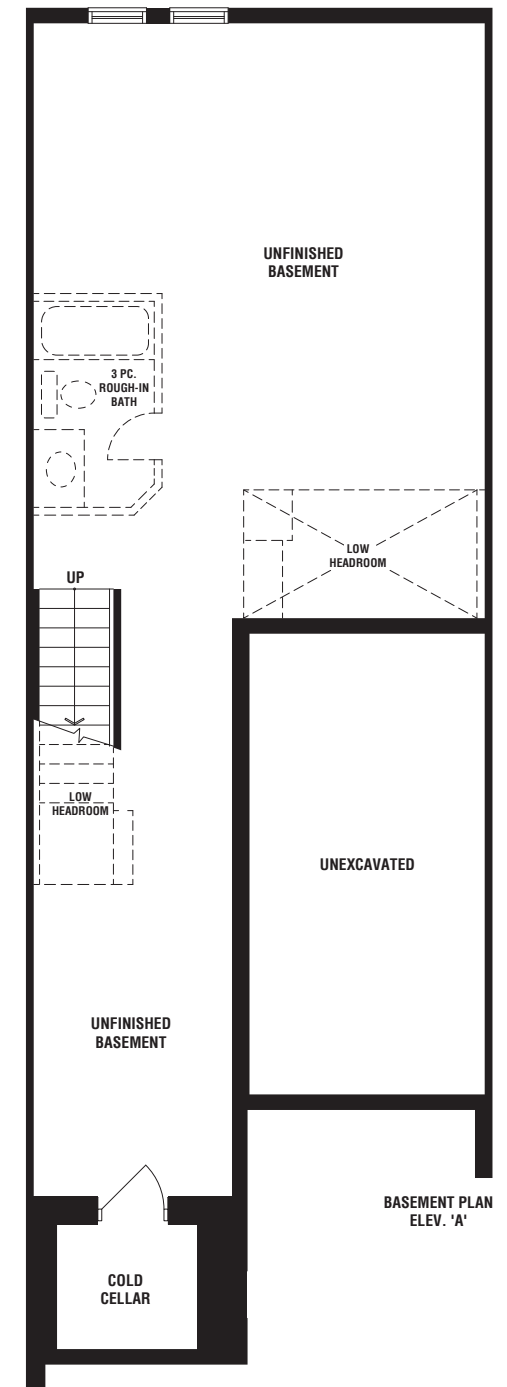 UNFINISHED
BASEMENT
3 PC.
ROUGH-IN
BATH
LOW
HEADROOM
UP
LOW
HEADROOM
UNEXCAVATED
UNFINISHED
BASEMENT
BASEMENT PLAN
ELEV. 'A'
COLD
CELLAR